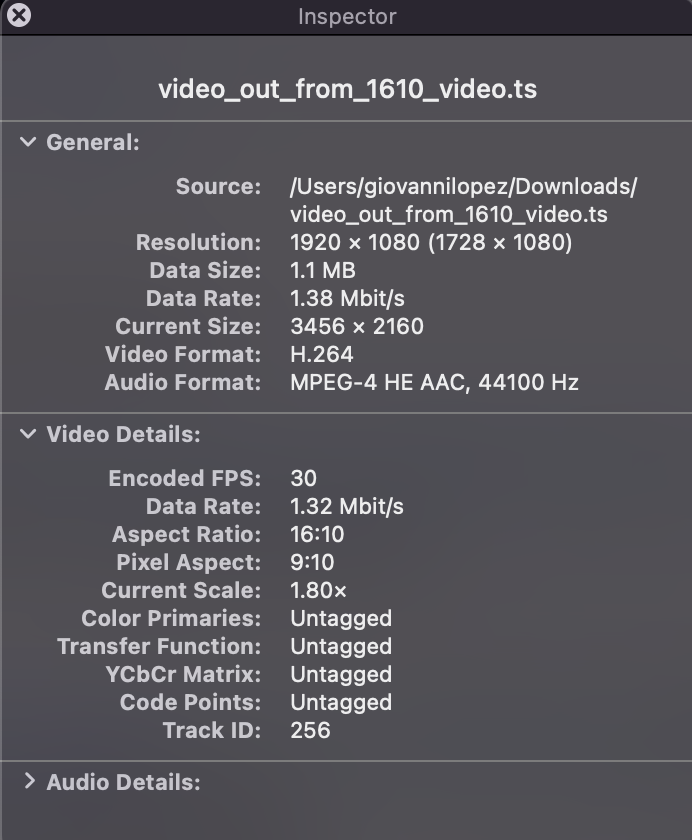 Inspector
video_out_from_1610_video.ts
General:
Source: /Users/giovannilopez/Downloads/
video_out_from_1610_video.ts
Resolution: 1920 × 1080 (1728 × 1080)
Data Size: 1.1 MB
Data Rate: 1.38 Mbit/s
Current Size: 3456 × 2160
Video Format: H.264
Audio Format: MPEG-4 HE AAC, 44100 Hz
Video Details:
Encoded FPS: 30
Data Rate: 1.32 Mbit/s
Aspect Ratio: 16:10
Pixel Aspect: 9:10
Current Scale: 1.80×
Color Primaries: Untagged
Transfer Function: Untagged
YCbCr Matrix: Untagged
Code Points: Untagged
Track ID: 256
Audio Details: